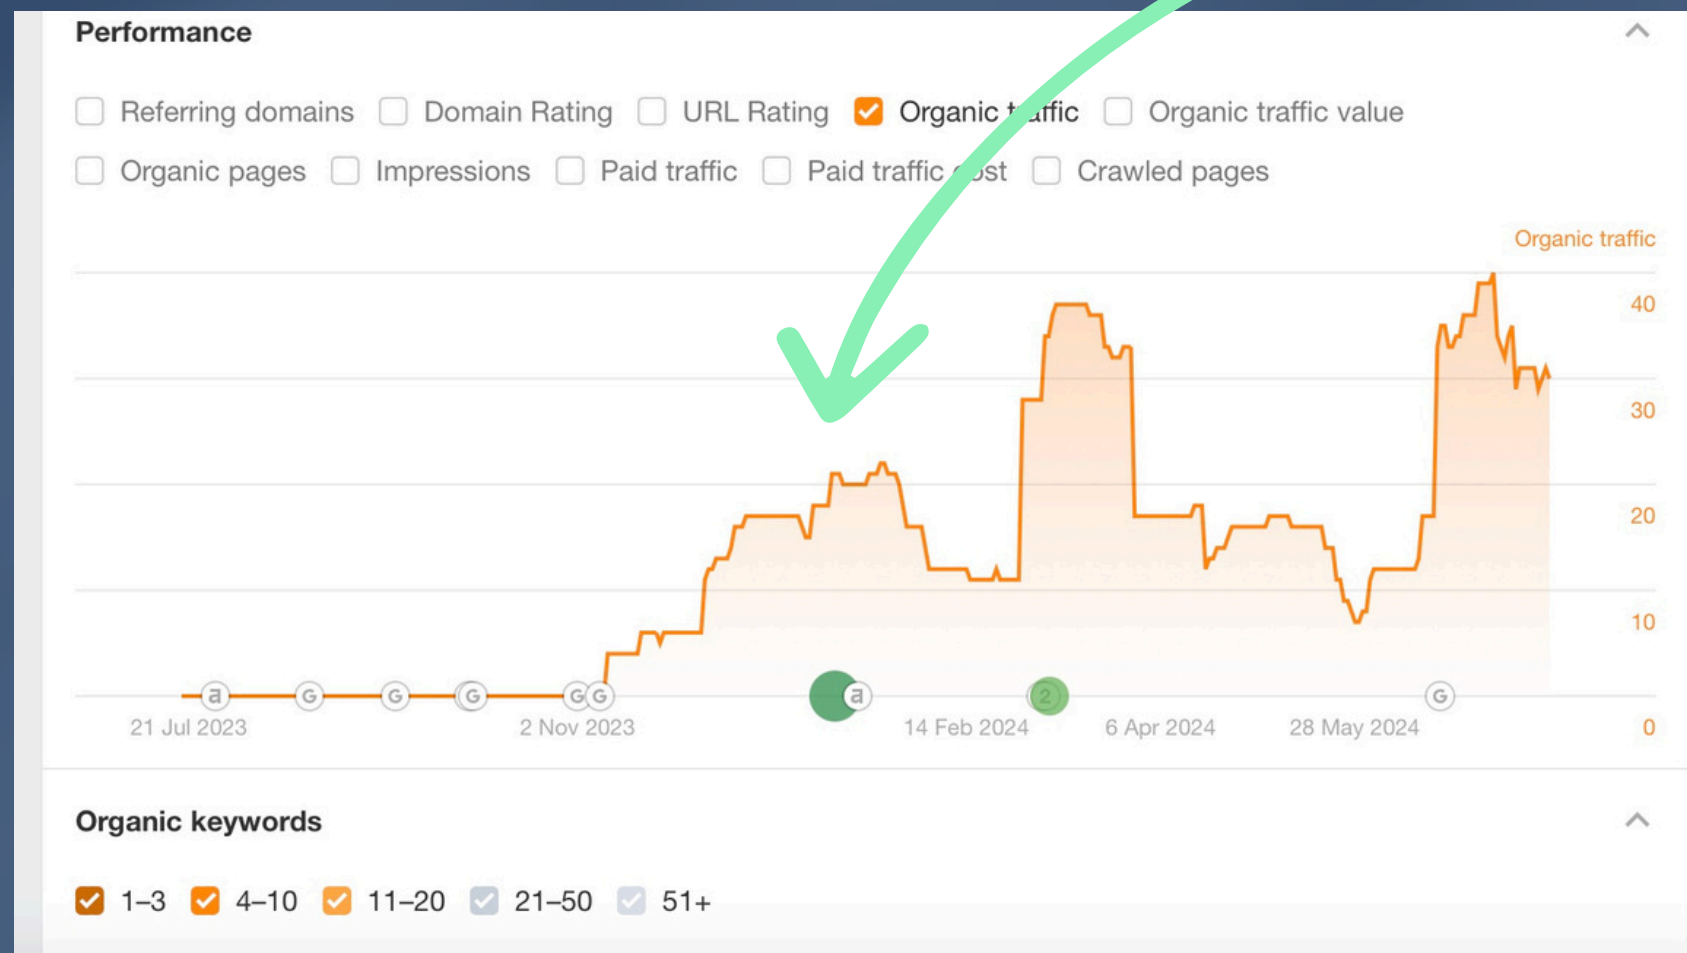 Performance
Referring domains Domain Rating URL Rating Organic traffic Organic traffic value
Organic pages Impressions Paid traffic Paid traffic cost Crawled pages
Organic traffic
40
30
20
10
a G G G G G a 2 G
21 Jul 2023 2 Nov 2023 14 Feb 2024 6 Apr 2024 28 May 2024 0
Organic keywords
1–3 4–10 11–20 21–50 51+